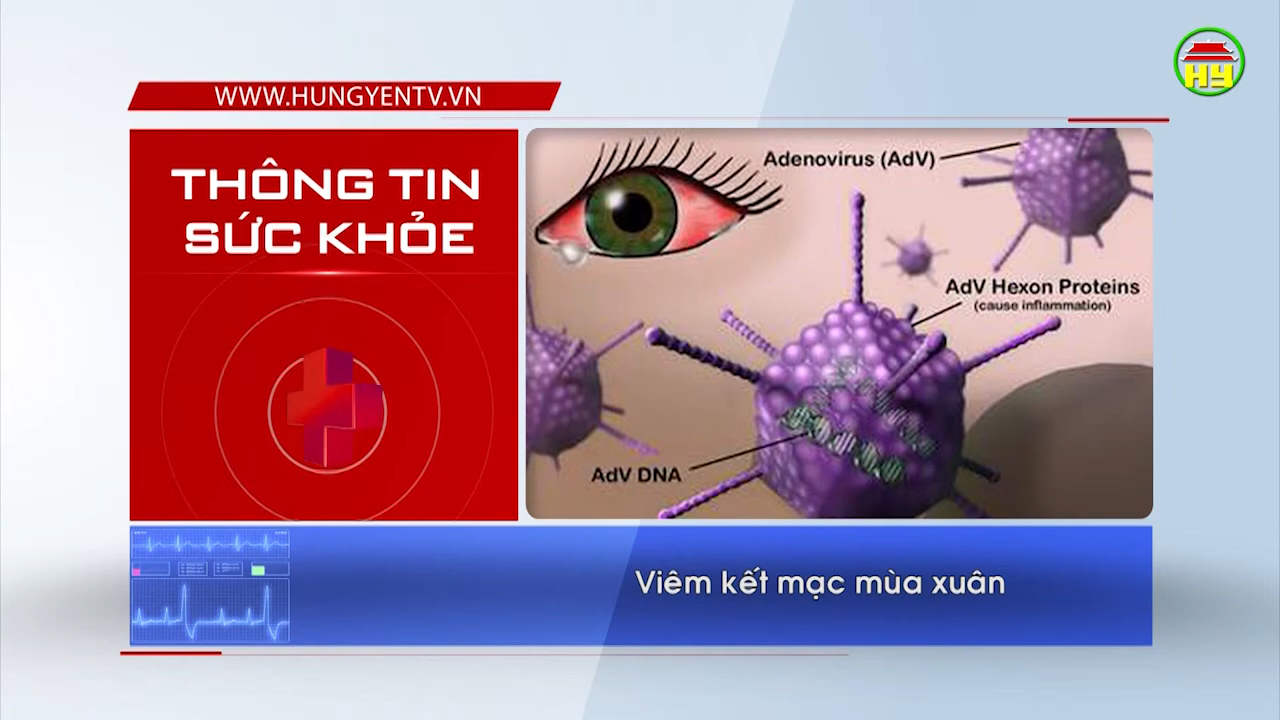 WWW.HUNGYENTV.VN
HY
THÔNG TIN
SỨC KHỎE
Adenovirus (AdV)
AdV Hexon Proteins
(cause inflammation)
AdV DNA
Viêm kết mạc mùa xuân